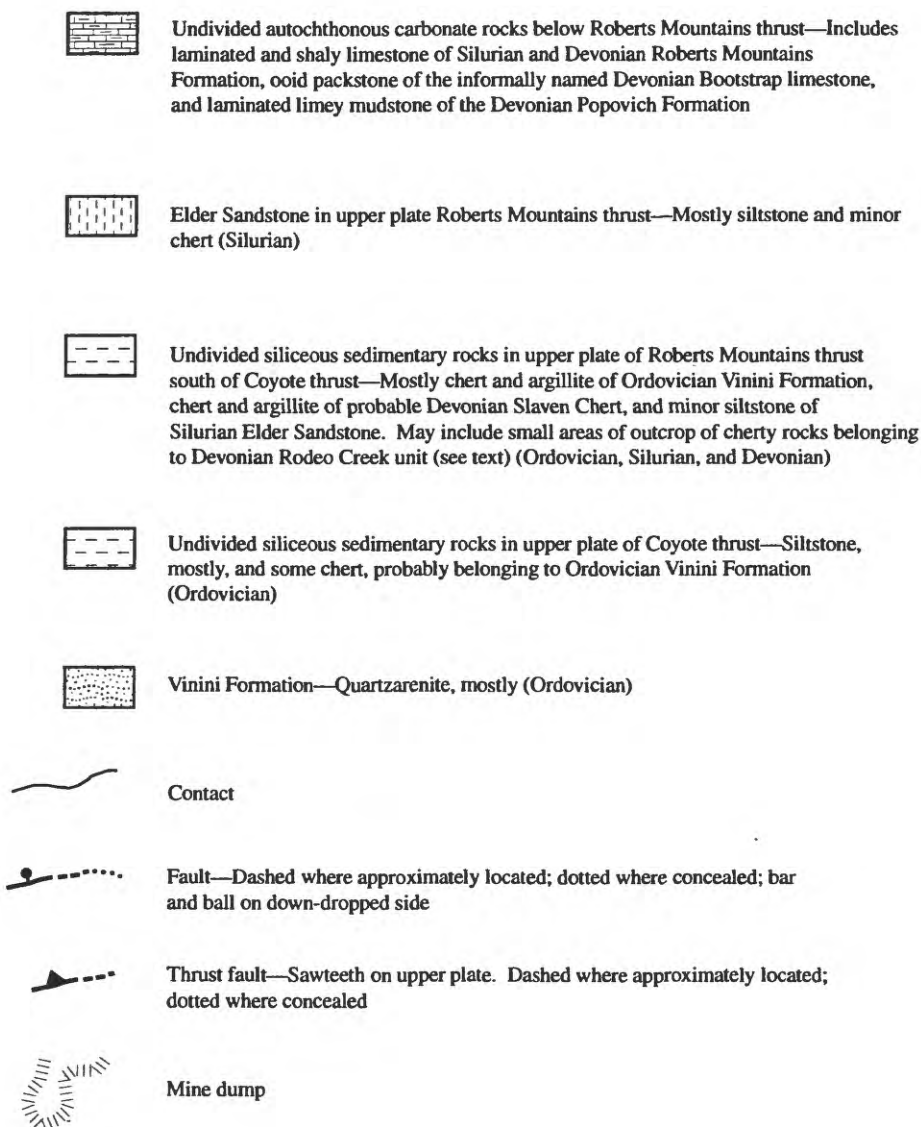 Undivided autochthonous carbonate rocks below Roberts Mountains thrust—Includes
laminated and shaly limestone of Silurian and Devonian Roberts Mountains
Formation, ooid packstone of the informally named Devonian Bootstrap limestone,
and laminated limey mudstone of the Devonian Popovich Formation
Elder Sandstone in upper plate Roberts Mountains thrust—Mostly siltstone and minor
chert (Silurian)
Undivided siliceous sedimentary rocks in upper plate of Roberts Mountains thrust
south of Coyote thrust—Mostly chert and argillite of Ordovician Vinini Formation,
chert and argillite of probable Devonian Slaven Chert, and minor siltstone of
Silurian Elder Sandstone. May include small areas of outcrop of cherty rocks belonging
to Devonian Rodeo Creek unit (see text) (Ordovician, Silurian, and Devonian)
Undivided siliceous sedimentary rocks in upper plate of Coyote thrust—Siltstone,
mostly, and some chert, probably belonging to Ordovician Vinini Formation
(Ordovician)
Vinini Formation—Quartzarenite, mostly (Ordovician)
Contact
Fault—Dashed where approximately located; dotted where concealed; bar
and ball on down-dropped side
Thrust fault—Sawteeth on upper plate. Dashed where approximately located;
dotted where concealed
Mine dump